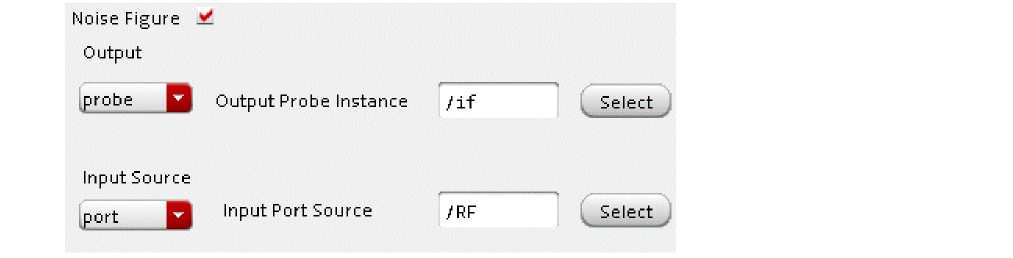 Noise Figure
Output
probe Output Probe Instance /if Select
Input Source
port Input Port Source /RF Select